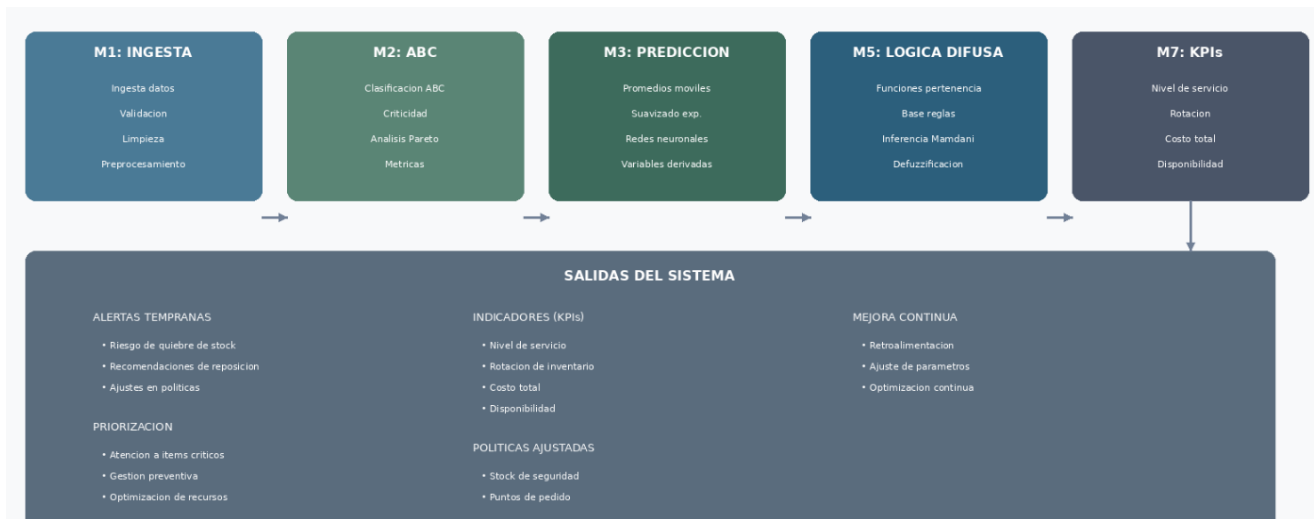 M1: INGESTA
Ingesta datos
Validacion
Limpieza
Preprocesamiento
M2: ABC
Clasificacion ABC
Criticidad
Analisis Pareto
Metricas
M3: PREDICCION
Promedios moviles
Suavizado exp.
Redes neuronales
Variables derivadas
M5: LOGICA DIFUSA
Funciones pertenencia
Base reglas
Inferencia Mamdani
Defuzzificacion
M7: KPIs
Nivel de servicio
Rotacion
Costo total
Disponibilidad
SALIDAS DEL SISTEMA
ALERTAS TEMPRANAS
• Riesgo de quiebre de stock
• Recomendaciones de reposicion
• Ajustes en politicas
PRIORIZACION
• Atencion a items criticos
• Gestion preventiva
• Optimizacion de recursos
INDICADORES (KPIs)
• Nivel de servicio
• Rotacion de inventario
• Costo total
• Disponibilidad
POLITICAS AJUSTADAS
• Stock de seguridad
• Puntos de pedido
MEJORA CONTINUA
• Retroalimentacion
• Ajuste de parametros
• Optimizacion continua